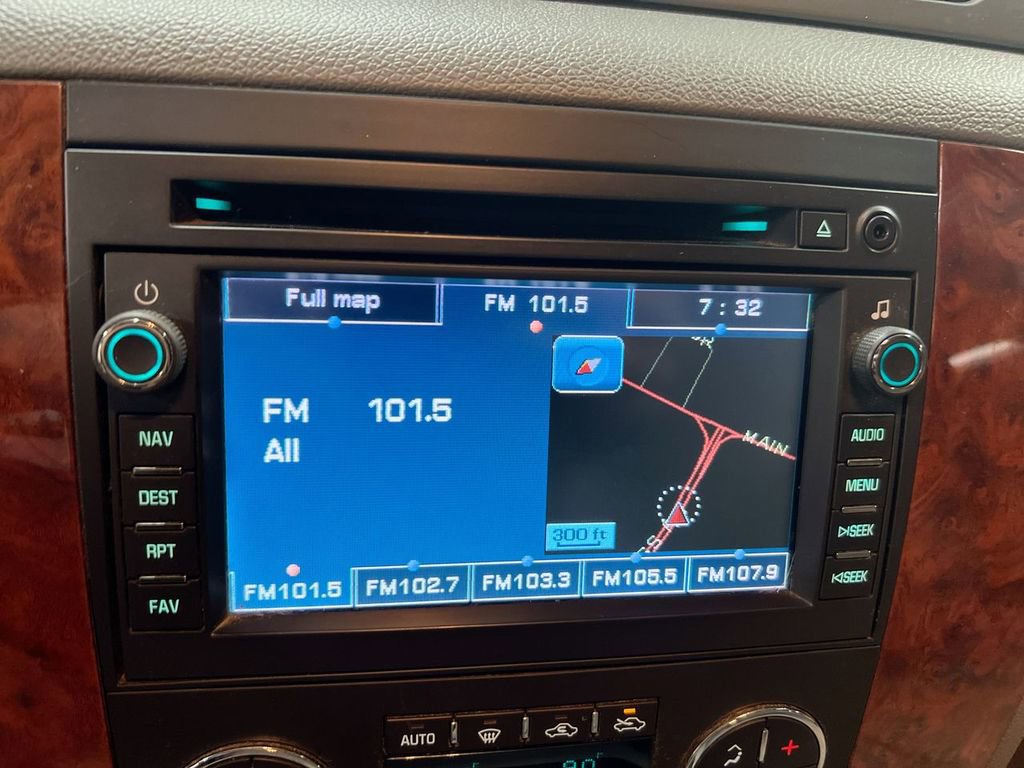 Full map
FM 101.5
7 : 32
FM 101.5
All
MAIN
300 ft
FM101.5
FM102.7
FM103.3
FM105.5
FM107.9
NAV
DEST
RPT
FAV
AUDIO
MENU
SEEK
SEEK
AUTO